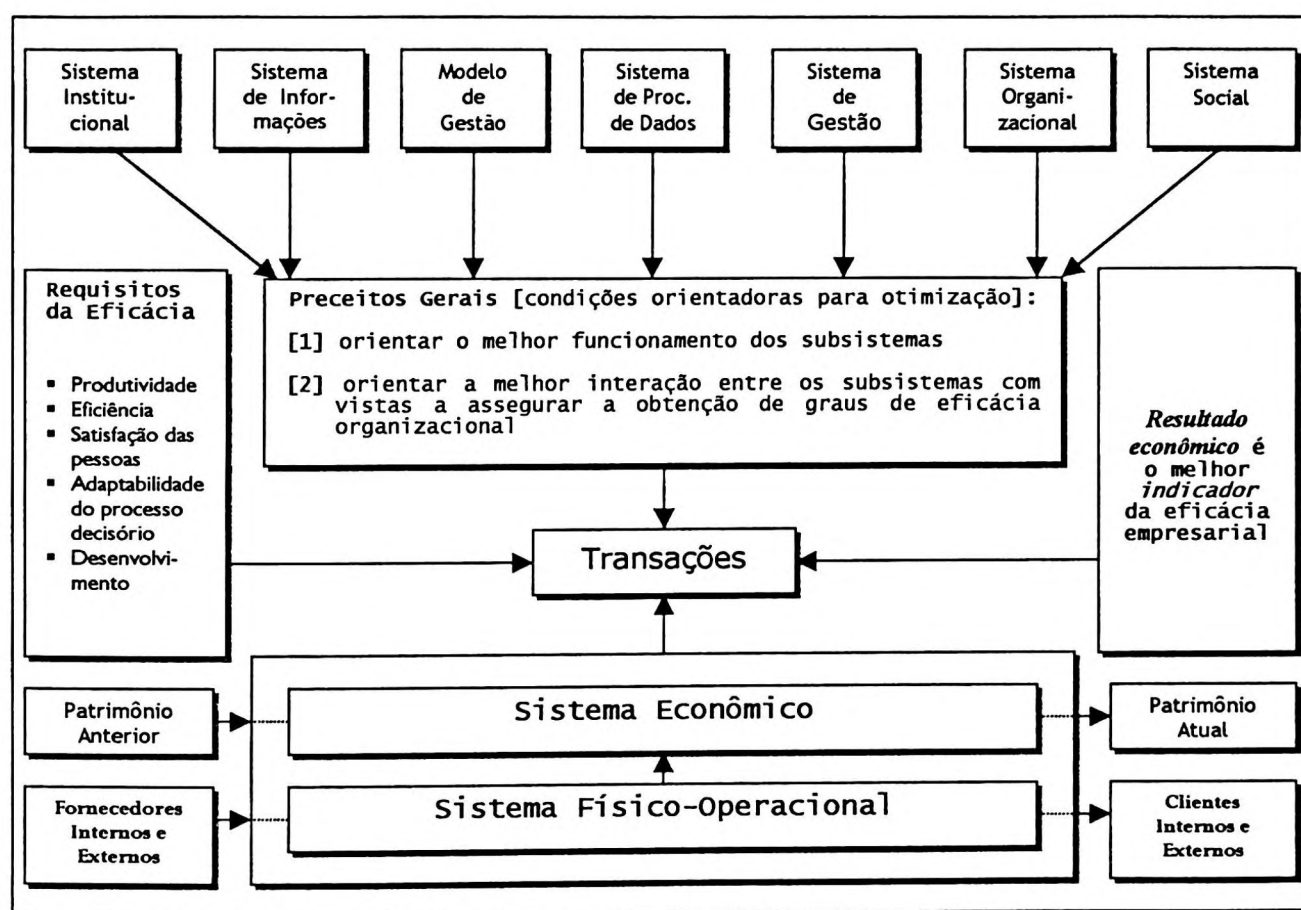 Sistema
Institu-
cional
Sistema
de Infor-
mações
Modelo
de
Gestão
Sistema
de Proc.
de Dados
Sistema
de
Gestão
Sistema
Organi-
zacional
Sistema
Social
Requisitos
da Eficácia
▪ Produtividade
▪ Eficiência
▪ Satisfação das
pessoas
▪ Adaptabilidade
do processo
decisório
▪ Desenvolvi-
mento
Preceitos Gerais [condições orientadoras para otimização]:
[1] orientar o melhor funcionamento dos subsistemas
[2] orientar a melhor interação entre os subsistemas com
vistas a assegurar a obtenção de graus de eficácia
organizacional
Resultado
econômico é
o melhor
indicador
da eficácia
empresarial
Transações
Patrimônio
Anterior
Sistema Econômico
Patrimônio
Atual
Fornecedores
Internos e
Externos
Sistema Físico-Operacional
Clientes
Internos e
Externos